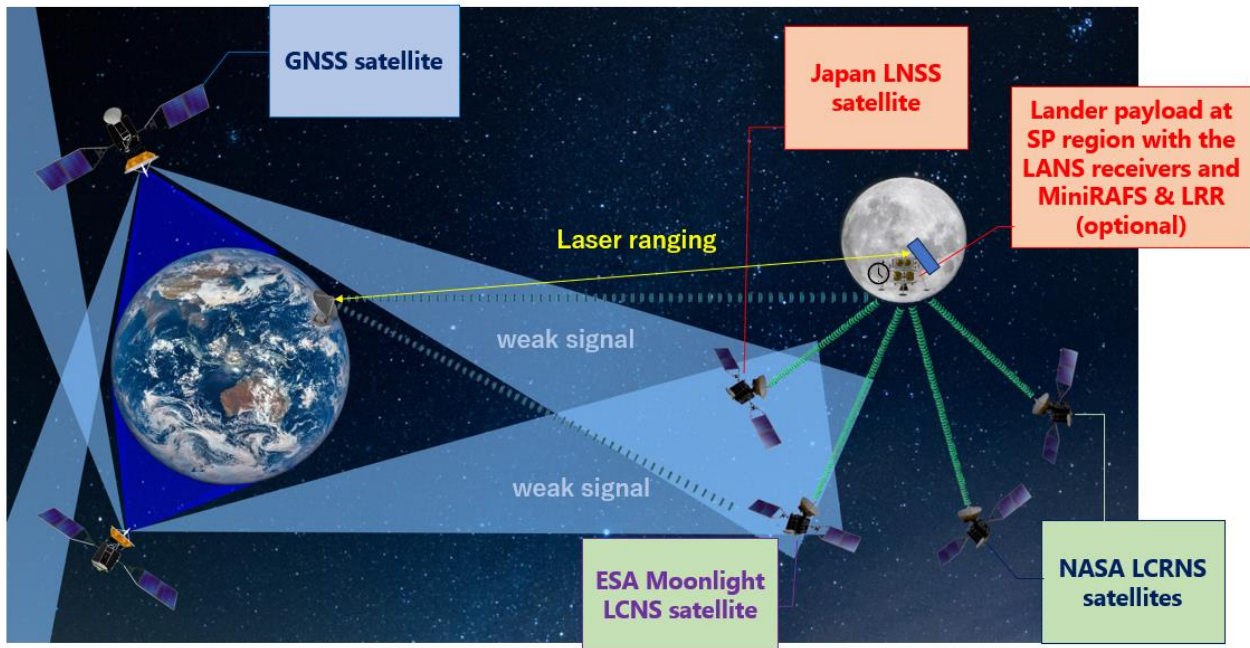 GNSS satellite
Japan LNSS
satellite
Lander payload at
SP region with the
LANS receivers and
MiniRAFS & LRR
(optional)
Laser ranging
weak signal
weak signal
ESA Moonlight
LCNS satellite
NASA LCRNS
satellites